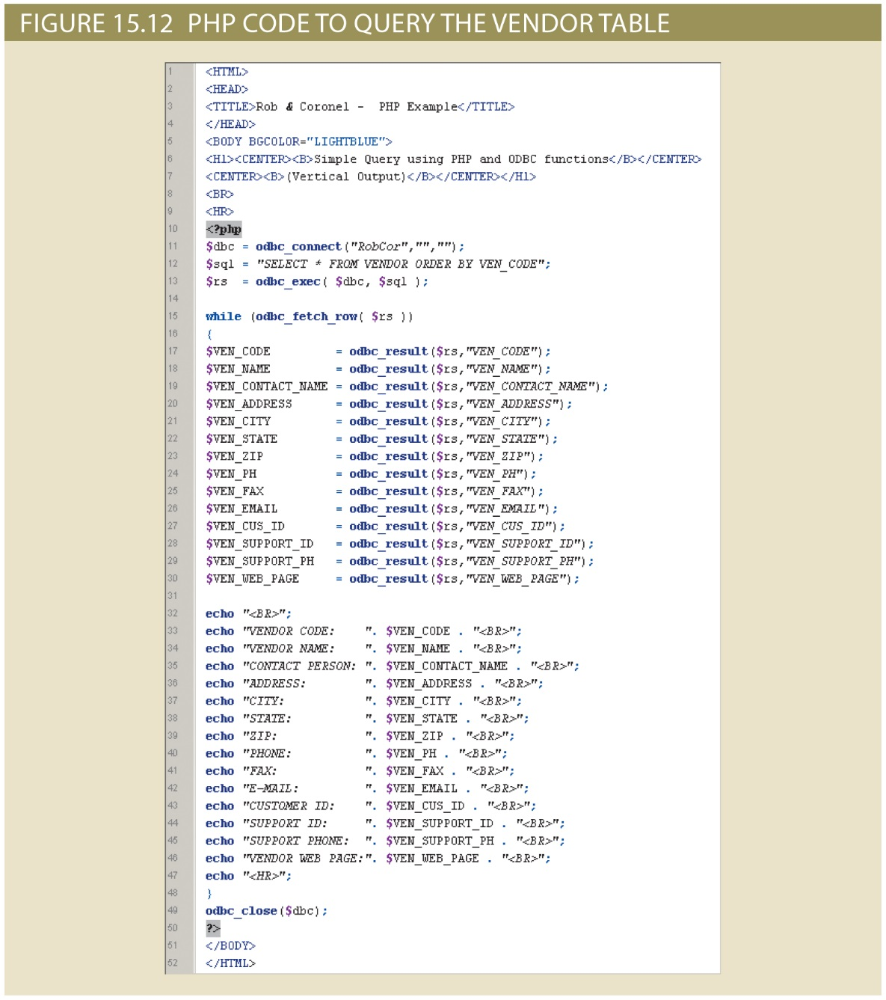 FIGURE 15.12 PHP CODE TO QUERY THE VENDOR TABLE
1 <HTML>
2 <HEAD>
3 <TITLE>Rob & Coronel -  PHP Example</TITLE>
4 </HEAD>
5 <BODY BGCOLOR="LIGHTBLUE">
6 <H1><CENTER><B>Simple Query using PHP and ODBC functions</B></CENTER>
7 <CENTER><B>(Vertical Output)</B></CENTER></H1>
8 <BR>
9 <HR>
10 <?php
11 $dbc = odbc_connect("RobCor","","");
12 $sql = "SELECT * FROM VENDOR ORDER BY VEN_CODE";
13 $rs  = odbc_exec( $dbc, $sql );
14
15 while (odbc_fetch_row( $rs ))
16 {
17 $VEN_CODE         = odbc_result($rs,"VEN_CODE");
18 $VEN_NAME         = odbc_result($rs,"VEN_NAME");
19 $VEN_CONTACT_NAME = odbc_result($rs,"VEN_CONTACT_NAME");
20 $VEN_ADDRESS      = odbc_result($rs,"VEN_ADDRESS");
21 $VEN_CITY         = odbc_result($rs,"VEN_CITY");
22 $VEN_STATE        = odbc_result($rs,"VEN_STATE");
23 $VEN_ZIP          = odbc_result($rs,"VEN_ZIP");
24 $VEN_PH           = odbc_result($rs,"VEN_PH");
25 $VEN_FAX          = odbc_result($rs,"VEN_FAX");
26 $VEN_EMAIL        = odbc_result($rs,"VEN_EMAIL");
27 $VEN_CUS_ID       = odbc_result($rs,"VEN_CUS_ID");
28 $VEN_SUPPORT_ID   = odbc_result($rs,"VEN_SUPPORT_ID");
29 $VEN_SUPPORT_PH   = odbc_result($rs,"VEN_SUPPORT_PH");
30 $VEN_WEB_PAGE     = odbc_result($rs,"VEN_WEB_PAGE");
31
32 echo "<BR>";
33 echo "VENDOR CODE:    ". $VEN_CODE . "<BR>";
34 echo "VENDOR NAME:    ". $VEN_NAME . "<BR>";
35 echo "CONTACT PERSON: ". $VEN_CONTACT_NAME . "<BR>";
36 echo "ADDRESS:        ". $VEN_ADDRESS . "<BR>";
37 echo "CITY:           ". $VEN_CITY . "<BR>";
38 echo "STATE:          ". $VEN_STATE . "<BR>";
39 echo "ZIP:            ". $VEN_ZIP . "<BR>";
40 echo "PHONE:          ". $VEN_PH . "<BR>";
41 echo "FAX:            ". $VEN_FAX . "<BR>";
42 echo "E-MAIL:         ". $VEN_EMAIL . "<BR>";
43 echo "CUSTOMER ID:    ". $VEN_CUS_ID . "<BR>";
44 echo "SUPPORT ID:     ". $VEN_SUPPORT_ID . "<BR>";
45 echo "SUPPORT PHONE:  ". $VEN_SUPPORT_PH . "<BR>";
46 echo "VENDOR WEB PAGE:". $VEN_WEB_PAGE . "<BR>";
47 echo "<HR>";
48 }
49 odbc_close($dbc);
50 ?>
51 </BODY>
52 </HTML>